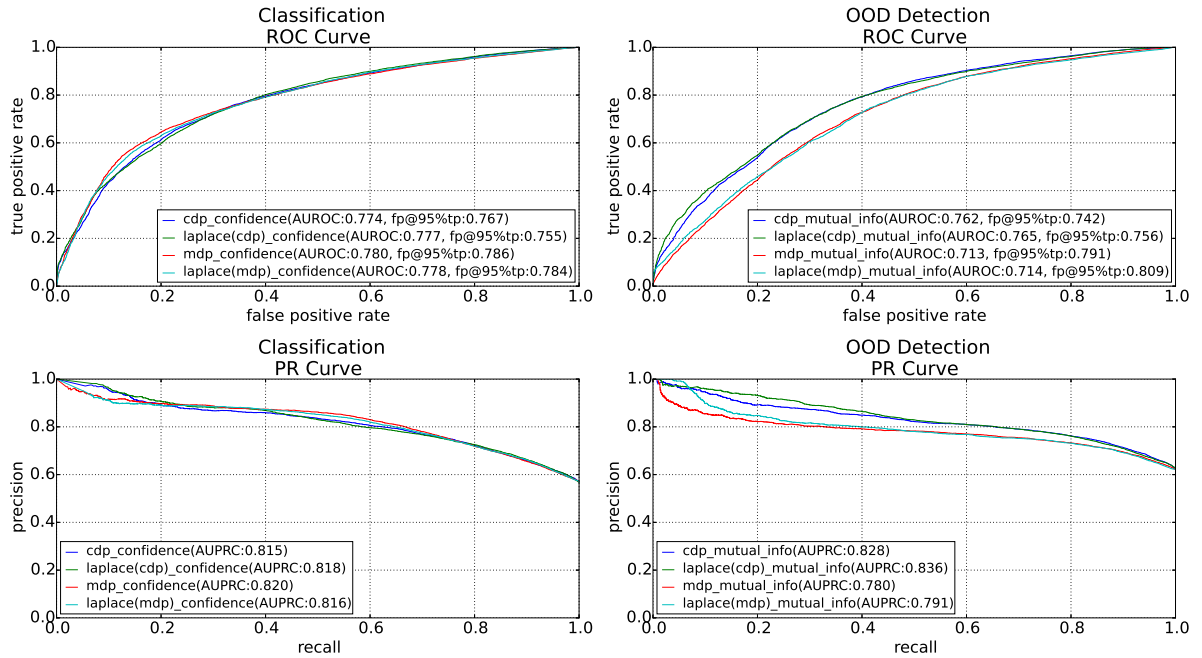 Classification
ROC Curve
true positive rate
1.0
0.8
0.6
0.4
0.2
0.0
cdp_confidence(AUROC:0.774, fp@95%tp:0.767)
laplace(cdp)_confidence(AUROC:0.777, fp@95%tp:0.755)
mdp_confidence(AUROC:0.780, fp@95%tp:0.786)
laplace(mdp)_confidence(AUROC:0.778, fp@95%tp:0.784)
0.0 0.2 0.4 0.6 0.8 1.0
false positive rate
OOD Detection
ROC Curve
true positive rate
1.0
0.8
0.6
0.4
0.2
0.0
cdp_mutual_info(AUROC:0.762, fp@95%tp:0.742)
laplace(cdp)_mutual_info(AUROC:0.765, fp@95%tp:0.756)
mdp_mutual_info(AUROC:0.713, fp@95%tp:0.791)
laplace(mdp)_mutual_info(AUROC:0.714, fp@95%tp:0.809)
0.0 0.2 0.4 0.6 0.8 1.0
false positive rate
Classification
PR Curve
precision
1.0
0.8
0.6
0.4
0.2
0.0
cdp_confidence(AUPRC:0.815)
laplace(cdp)_confidence(AUPRC:0.818)
mdp_confidence(AUPRC:0.820)
laplace(mdp)_confidence(AUPRC:0.816)
0.0 0.2 0.4 0.6 0.8 1.0
recall
OOD Detection
PR Curve
precision
1.0
0.8
0.6
0.4
0.2
0.0
cdp_mutual_info(AUPRC:0.828)
laplace(cdp)_mutual_info(AUPRC:0.836)
mdp_mutual_info(AUPRC:0.780)
laplace(mdp)_mutual_info(AUPRC:0.791)
0.0 0.2 0.4 0.6 0.8 1.0
recall